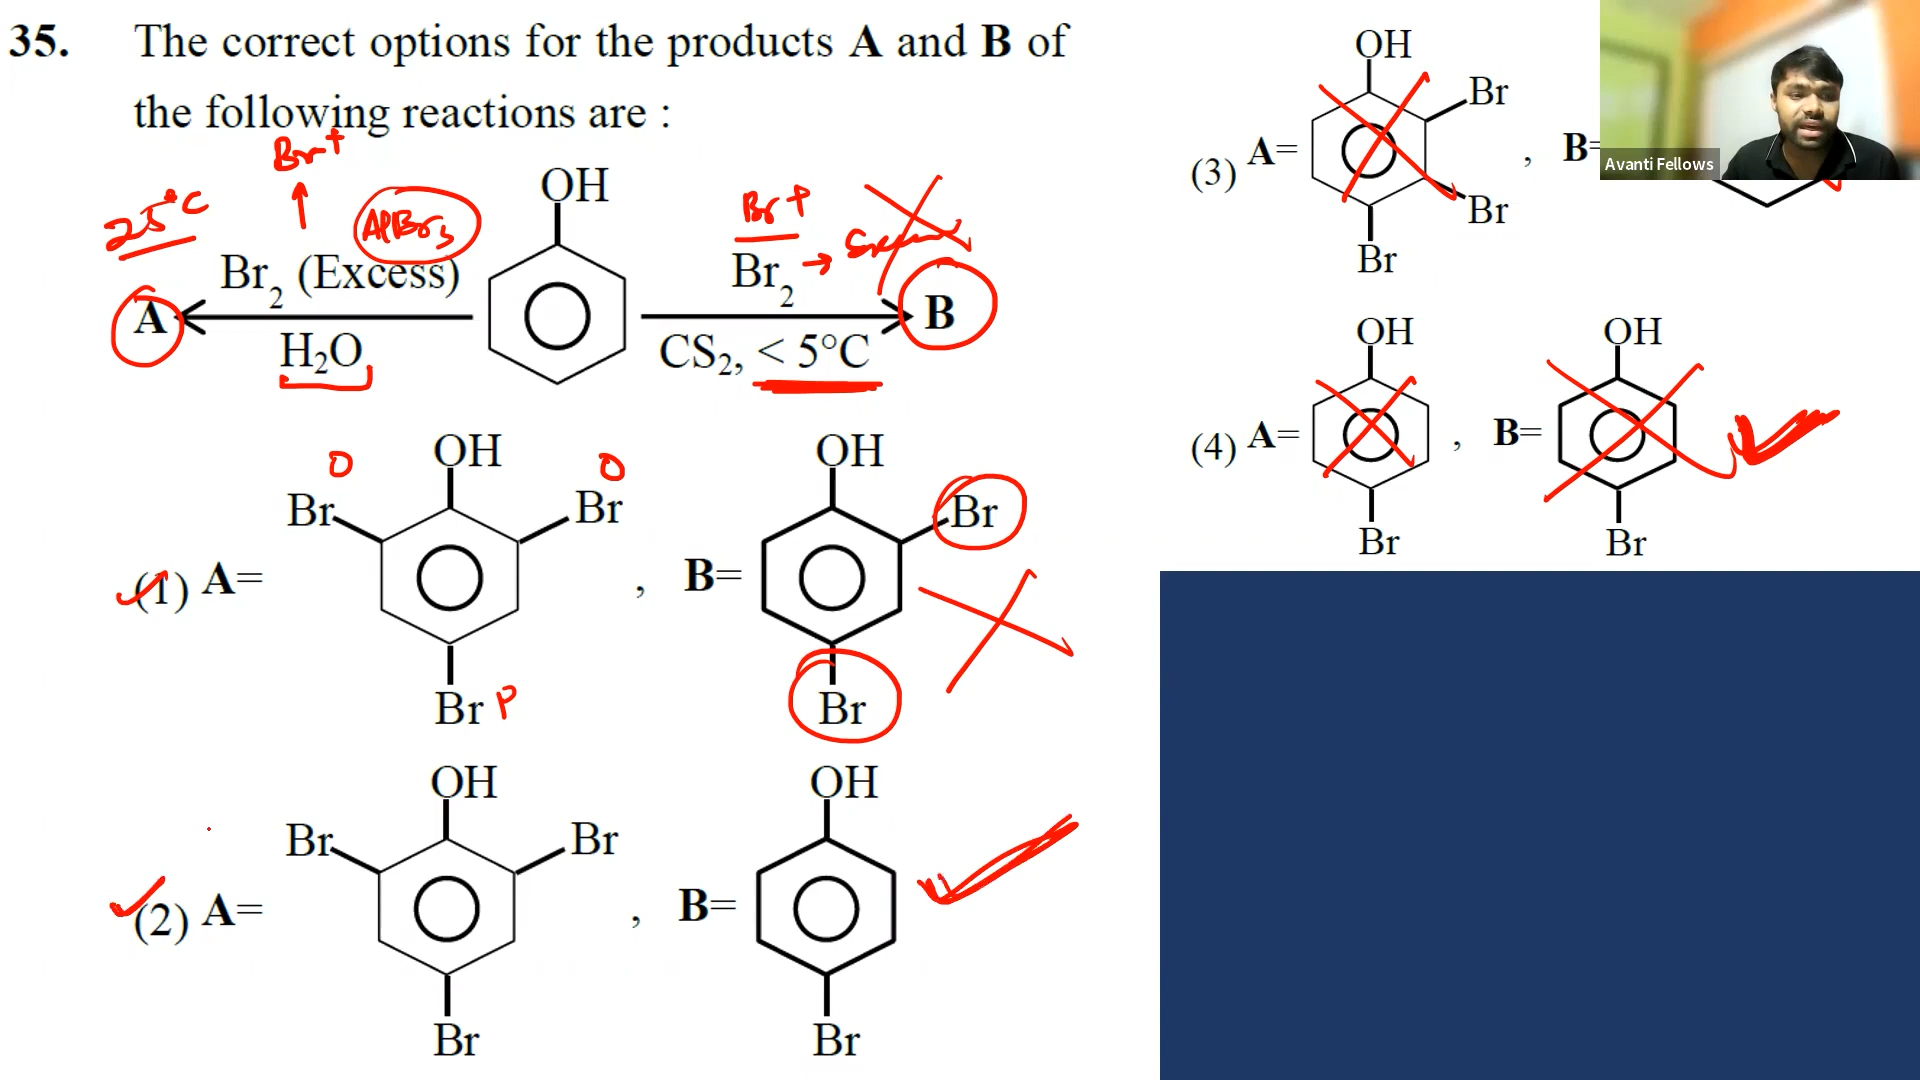 35. The correct options for the products A and B of
the following reactions are :
Br+
25°C
AlBr3
OH
Br+
Br2 (Excess)
Br2 →
A
B
H2O
CS2, < 5°C
OH
O
O
Br
Br
(1) A=
Br P
,
OH
Br
B=
Br
OH
Br
Br
(2) A=
Br
,
OH
B=
Br
OH
Br
(3) A=
Br
Br
, B=
Avanti Fellows
OH
(4) A=
Br
,
OH
B=
Br